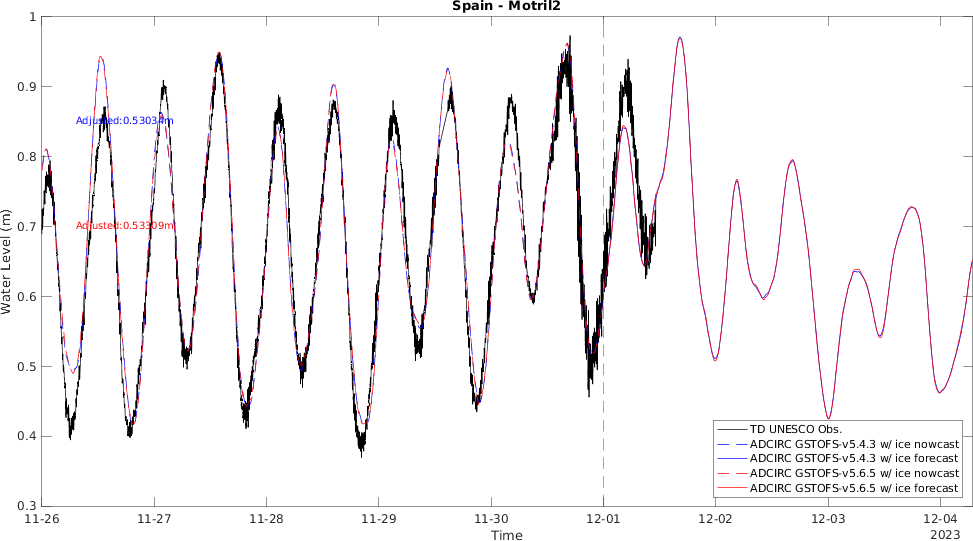 Spain - Motril2
1
0.9
0.8
0.7
0.6
0.5
0.4
0.3
Water Level (m)
Adjusted:0.53034m
Adjusted:0.53309m
TD UNESCO Obs.
ADCIRC GSTOFS-v5.4.3 w/ ice nowcast
ADCIRC GSTOFS-v5.4.3 w/ ice forecast
ADCIRC GSTOFS-v5.6.5 w/ ice nowcast
ADCIRC GSTOFS-v5.6.5 w/ ice forecast
11-26 11-27 11-28 11-29 11-30 12-01 12-02 12-03 12-04
Time
2023